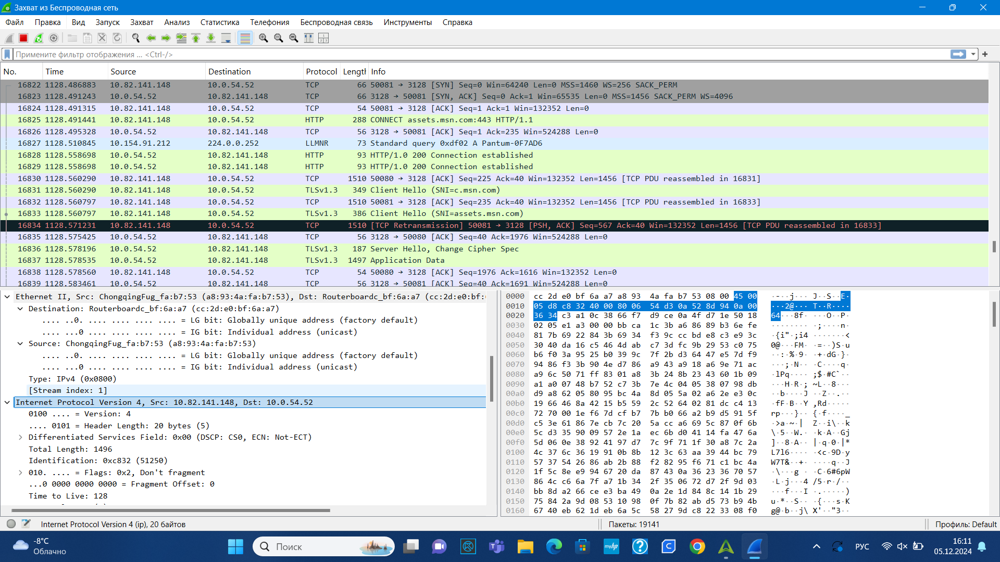 Захват из Беспроводная сеть
Файл Правка Вид Запуск Захват Анализ Статистика Телефония Беспроводная связь Инструменты Справка
Примените фильтр отображения ... <Ctrl-/>
No. Time Source Destination Protocol Length Info
16822 1128.486883 10.82.141.148 10.0.54.52 TCP 66 50081 → 3128 [SYN] Seq=0 Win=64240 Len=0 MSS=1460 WS=256 SACK_PERM
16823 1128.491243 10.0.54.52 10.82.141.148 TCP 66 3128 → 50081 [SYN, ACK] Seq=0 Ack=1 Win=65535 Len=0 MSS=1456 SACK_PERM WS=4096
16824 1128.491315 10.82.141.148 10.0.54.52 TCP 54 50081 → 3128 [ACK] Seq=1 Ack=1 Win=132352 Len=0
16825 1128.491441 10.82.141.148 10.0.54.52 HTTP 288 CONNECT assets.msn.com:443 HTTP/1.1
16826 1128.495328 10.0.54.52 10.82.141.148 TCP 56 3128 → 50081 [ACK] Seq=1 Ack=235 Win=524288 Len=0
16827 1128.510845 10.154.91.212 224.0.0.252 LLMNR 73 Standard query 0xdf02 A Pantum-0F7AD6
16828 1128.558698 10.0.54.52 10.82.141.148 HTTP 93 HTTP/1.0 200 Connection established
16829 1128.558698 10.0.54.52 10.82.141.148 HTTP 93 HTTP/1.0 200 Connection established
16830 1128.560290 10.82.141.148 10.0.54.52 TCP 1510 50080 → 3128 [ACK] Seq=225 Ack=40 Win=132352 Len=1456 [TCP PDU reassembled in 16831]
16831 1128.560290 10.82.141.148 10.0.54.52 TLSv1.3 349 Client Hello (SNI=c.msn.com)
16832 1128.560797 10.82.141.148 10.0.54.52 TCP 1510 50081 → 3128 [ACK] Seq=235 Ack=40 Win=132352 Len=1456 [TCP PDU reassembled in 16833]
16833 1128.560797 10.82.141.148 10.0.54.52 TLSv1.3 386 Client Hello (SNI=assets.msn.com)
16834 1128.571231 10.82.141.148 10.0.54.52 TCP 1510 [TCP Retransmission] 50081 → 3128 [PSH, ACK] Seq=567 Ack=40 Win=132352 Len=1456 [TCP PDU reassembled in 16833]
16835 1128.575425 10.0.54.52 10.82.141.148 TCP 56 3128 → 50080 [ACK] Seq=40 Ack=1976 Win=524288 Len=0
16836 1128.578196 10.0.54.52 10.82.141.148 TLSv1.3 187 Server Hello, Change Cipher Spec
16837 1128.578535 10.0.54.52 10.82.141.148 TLSv1.3 1497 Application Data
16838 1128.578560 10.82.141.148 10.0.54.52 TCP 54 50080 → 3128 [ACK] Seq=1976 Ack=1616 Win=132352 Len=0
16839 1128.583461 10.0.54.52 10.82.141.148 TCP 56 3128 → 50081 [ACK] Seq=40 Ack=1691 Win=524288 Len=0
Ethernet II, Src: ChongqingFug_fa:b7:53 (a8:93:4a:fa:b7:53), Dst: Routerboardc_bf:6a:a7 (cc:2d:e0:bf:
Destination: Routerboardc_bf:6a:a7 (cc:2d:e0:bf:6a:a7)
.... ..0. .... .... .... .... = LG bit: Globally unique address (factory default)
.... ...0 .... .... .... .... = IG bit: Individual address (unicast)
Source: ChongqingFug_fa:b7:53 (a8:93:4a:fa:b7:53)
.... ..0. .... .... .... .... = LG bit: Globally unique address (factory default)
.... ...0 .... .... .... .... = IG bit: Individual address (unicast)
Type: IPv4 (0x0800)
[Stream index: 1]
Internet Protocol Version 4, Src: 10.82.141.148, Dst: 10.0.54.52
0100 .... = Version: 4
.... 0101 = Header Length: 20 bytes (5)
Differentiated Services Field: 0x00 (DSCP: CS0, ECN: Not-ECT)
Total Length: 1496
Identification: 0xc832 (51250)
010. .... = Flags: 0x2, Don't fragment
...0 0000 0000 0000 = Fragment Offset: 0
Time to Live: 128
0000 cc 2d e0 bf 6a a7 a8 93 4a fa b7 53 08 00 45 00
0010 05 d8 c8 32 40 00 80 06 54 d3 0a 52 8d 94 0a 00
0020 36 34 c3 a1 0c 38 66 f7 d9 ce 0a 4f d7 1e 50 18
0030 02 05 e1 a3 00 00 bb ca 1c 3b a6 86 89 b3 6e fe
0040 81 7b 69 22 84 3b 69 34 f3 9c cc bd e8 c3 e9 3c
0050 30 40 da 16 c5 46 4d ab c7 3d fc 9b 29 53 c0 75
0060 b6 f0 3a 95 25 b0 39 9c 7f 2b d3 64 47 e5 7d f9
0070 94 86 f3 3b 90 4e d7 86 a9 43 a9 18 a6 9e 71 ac
0080 a9 6c 50 71 ff 83 01 a8 3b 24 8b 23 43 60 1b 09
0090 a1 a0 07 48 b7 52 c7 3b 7e 4c 04 05 38 07 98 db
00a0 d9 a8 62 05 80 95 bc 4a 8d 05 5a 02 a6 2e e3 0c
00b0 19 66 46 8a 42 15 b5 59 2c 52 64 02 81 dc c4 13
00c0 72 70 00 1e f6 7d cf b7 7b b0 66 a2 b9 d5 91 5f
00d0 c5 3e 61 86 7e cb 7c 20 5a cc a6 69 5c 87 0f 6b
00e0 5c d3 35 90 09 57 2e 1a ec 6b d0 41 14 fa 47 6a
00f0 5d 06 0e 38 92 41 97 d7 7c 9f 71 1f 30 a8 7c 2a
0100 4c 37 6c 36 19 91 0b 8b 12 3c 63 aa 39 44 bc 79
0110 57 37 54 26 86 ab 2b 88 f2 82 95 f6 71 c1 bc 4a
0120 1f 5c 8e e9 94 67 20 da 87 43 0a 36 23 36 70 57
0130 86 4c c6 6a 7f a7 1b 34 2f 35 06 72 d7 2f 9d 03
0140 bb 8d a2 66 ce e3 ba 49 0a 2e 1d 84 8c 14 1b 29
0150 75 84 2a 9d 08 53 10 98 0f 7b 82 ab d5 73 b9 4b
0160 67 40 eb 62 1d eb 6a 5c 58 27 9d c8 22 33 08 f0
Internet Protocol Version 4 (ip), 20 байтов
Пакеты: 19141
Профиль: Default
-8°C
Облачно
Поиск
РУС
16:11
05.12.2024